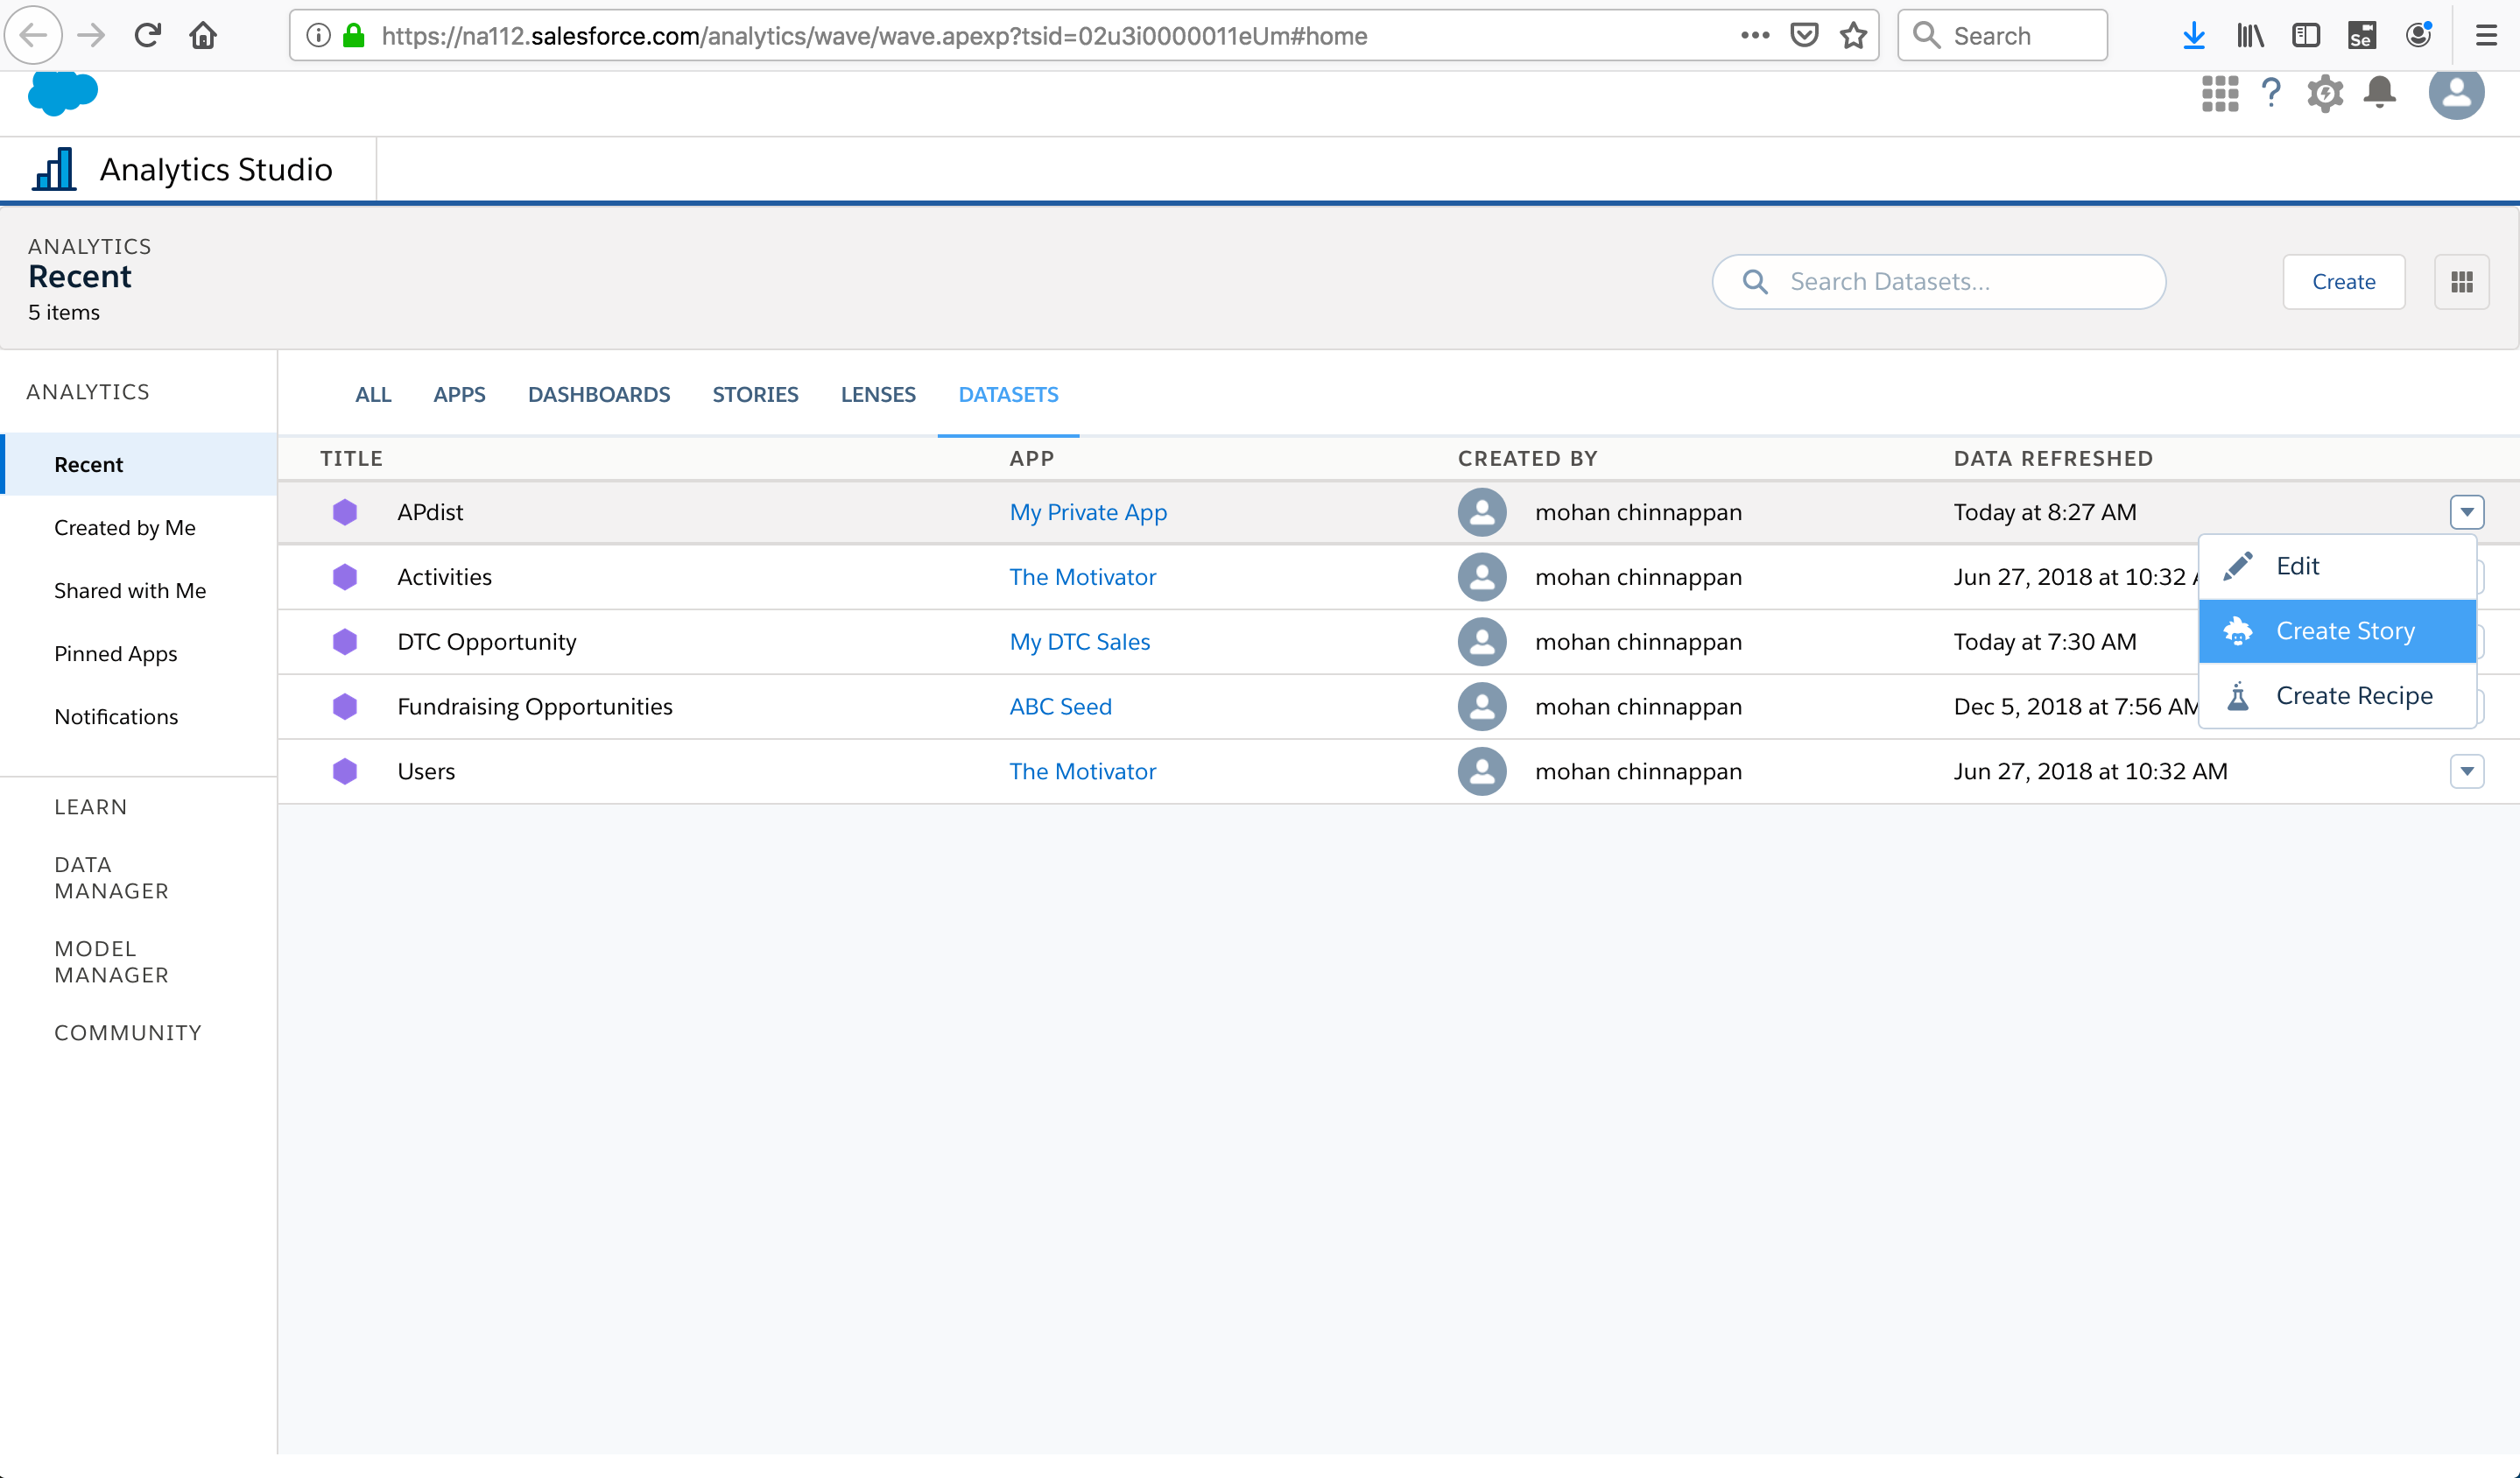 https://na112.salesforce.com/analytics/wave/wave.apexp?tsid=02u3i0000011eUm#home
Search
Se
Analytics Studio
ANALYTICS
Recent
5 items
Search Datasets...
Create
ANALYTICS
Recent
Created by Me
Shared with Me
Pinned Apps
Notifications
LEARN
DATA
MANAGER
MODEL
MANAGER
COMMUNITY
ALL APPS DASHBOARDS STORIES LENSES DATASETS
TITLE APP CREATED BY DATA REFRESHED
APdist My Private App mohan chinnappan Today at 8:27 AM
Activities The Motivator mohan chinnappan Jun 27, 2018 at 10:32
DTC Opportunity My DTC Sales mohan chinnappan Today at 7:30 AM
Fundraising Opportunities ABC Seed mohan chinnappan Dec 5, 2018 at 7:56 AM
Users The Motivator mohan chinnappan Jun 27, 2018 at 10:32 AM
Edit
Create Story
Create Recipe